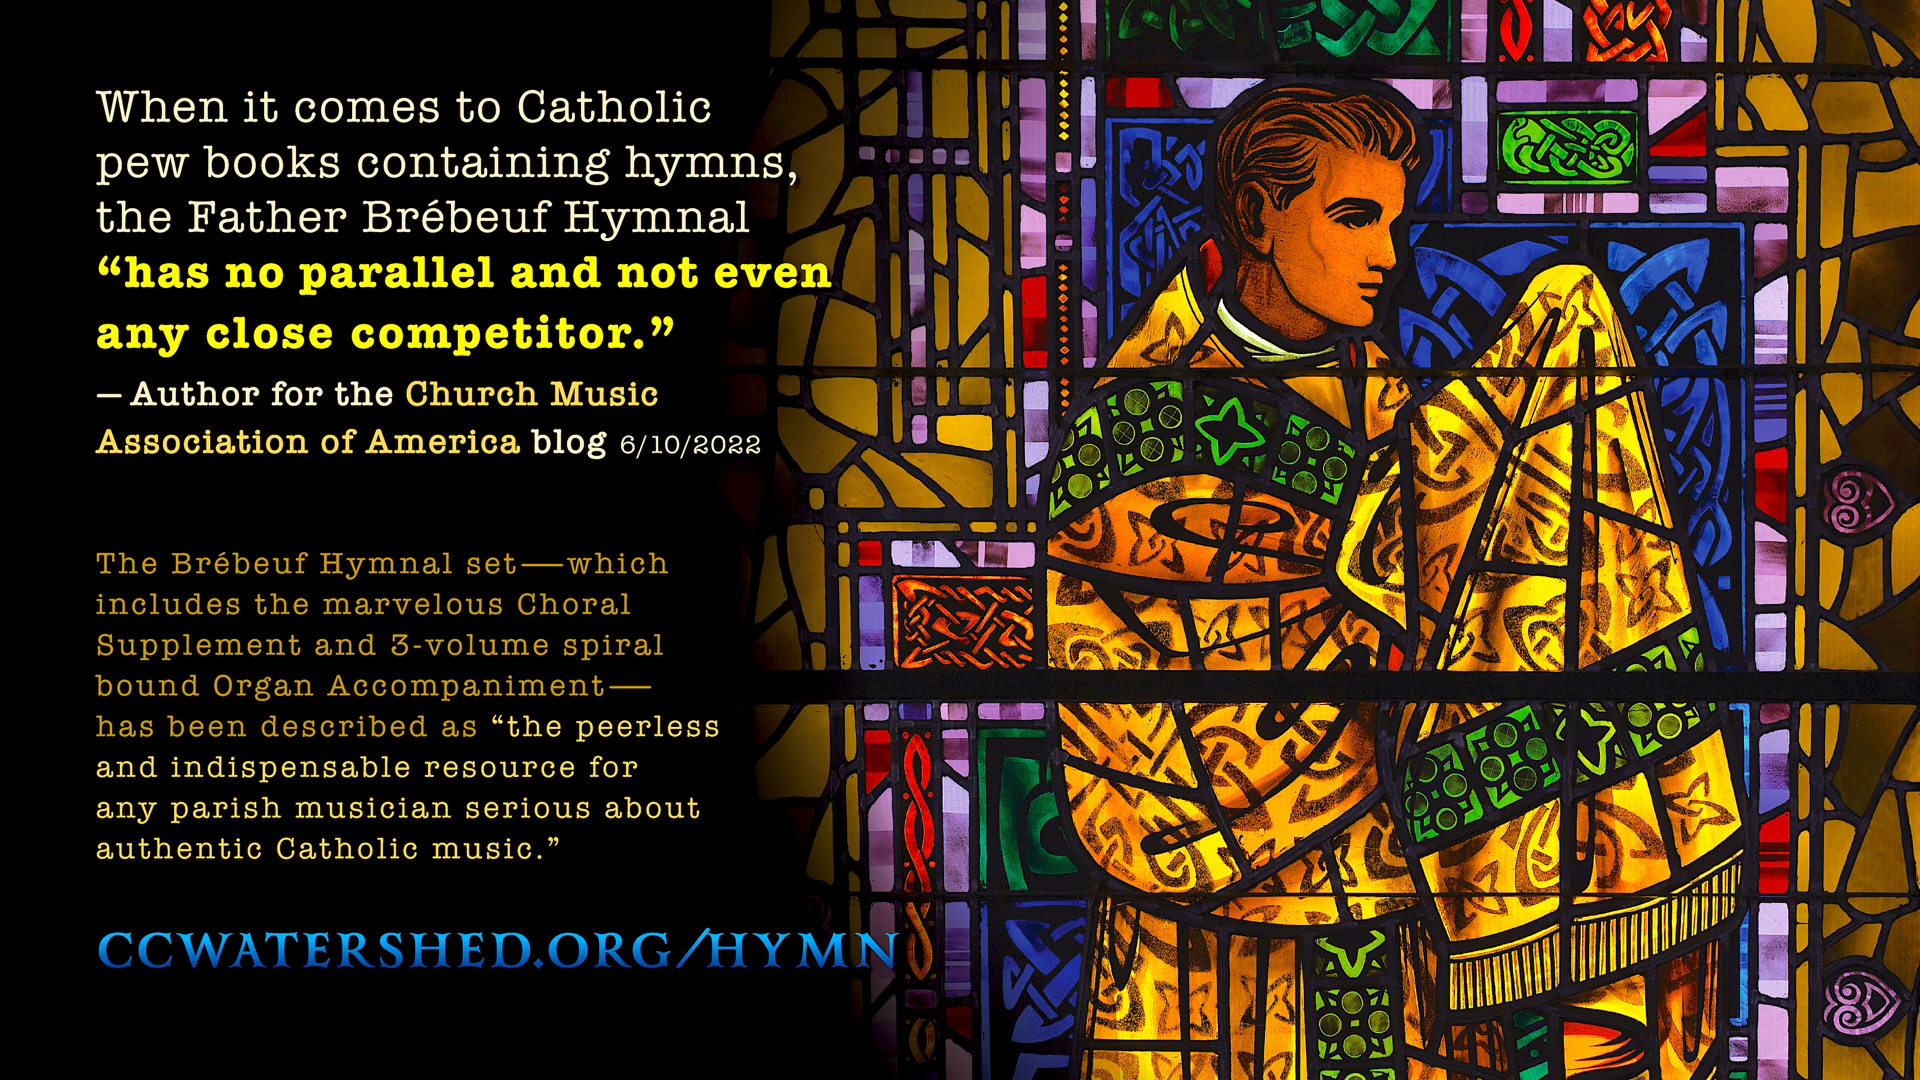 When it comes to Catholic
pew books containing hymns,
the Father Brébeuf Hymnal
“has no parallel and not even
any close competitor.”
— Author for the Church Music
Association of America blog 6/10/2022
The Brébeuf Hymnal set—which
includes the marvelous Choral
Supplement and 3-volume spiral
bound Organ Accompaniment—
has been described as “the peerless
and indispensable resource for
any parish musician serious about
authentic Catholic music.”
CCWATERSHED.ORG/HYMN